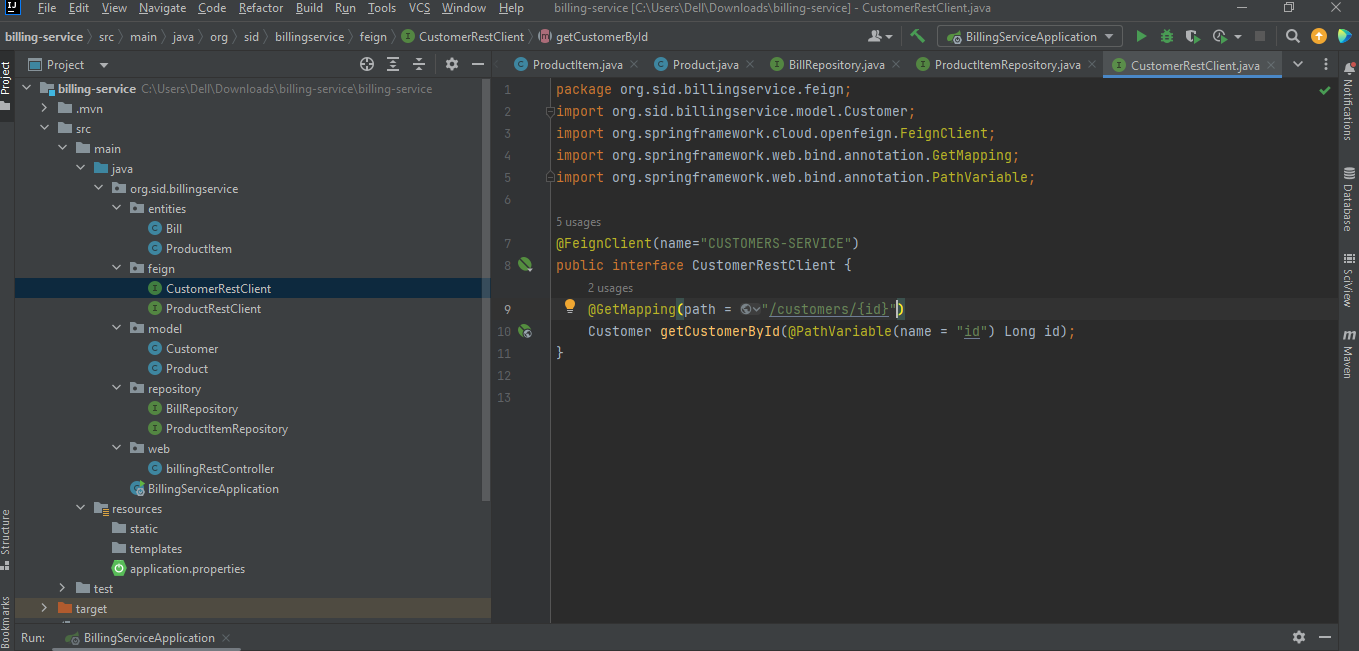 File Edit View Navigate Code Refactor Build Run Tools VCS Window Help billing-service [C:\Users\Dell\Downloads\billing-service] - CustomerRestClient.java
billing-service src main java org sid billingservice feign CustomerRestClient getCustomerById BillingServiceApplication
Project
ProductItem.java Product.java BillRepository.java ProductItemRepository.java CustomerRestClient.java
billing-service C:\Users\Dell\Downloads\billing-service\billing-service
.mvn
src
main
java
org.sid.billingservice
entities
Bill
ProductItem
feign
CustomerRestClient
ProductRestClient
model
Customer
Product
repository
BillRepository
ProductItemRepository
web
billingRestController
BillingServiceApplication
resources
static
templates
application.properties
test
target
1 package org.sid.billingservice.feign;
2 import org.sid.billingservice.model.Customer;
3 import org.springframework.cloud.openfeign.FeignClient;
4 import org.springframework.web.bind.annotation.GetMapping;
5 import org.springframework.web.bind.annotation.PathVariable;
6
5 usages
7 @FeignClient(name="CUSTOMERS-SERVICE")
8 public interface CustomerRestClient {
2 usages
9 @GetMapping(path = "/customers/{id}")
10 Customer getCustomerById(@PathVariable(name = "id") Long id);
11 }
12
13
Project
Structure
Bookmarks
Notifications
Database
SciView
Maven
Run: BillingServiceApplication